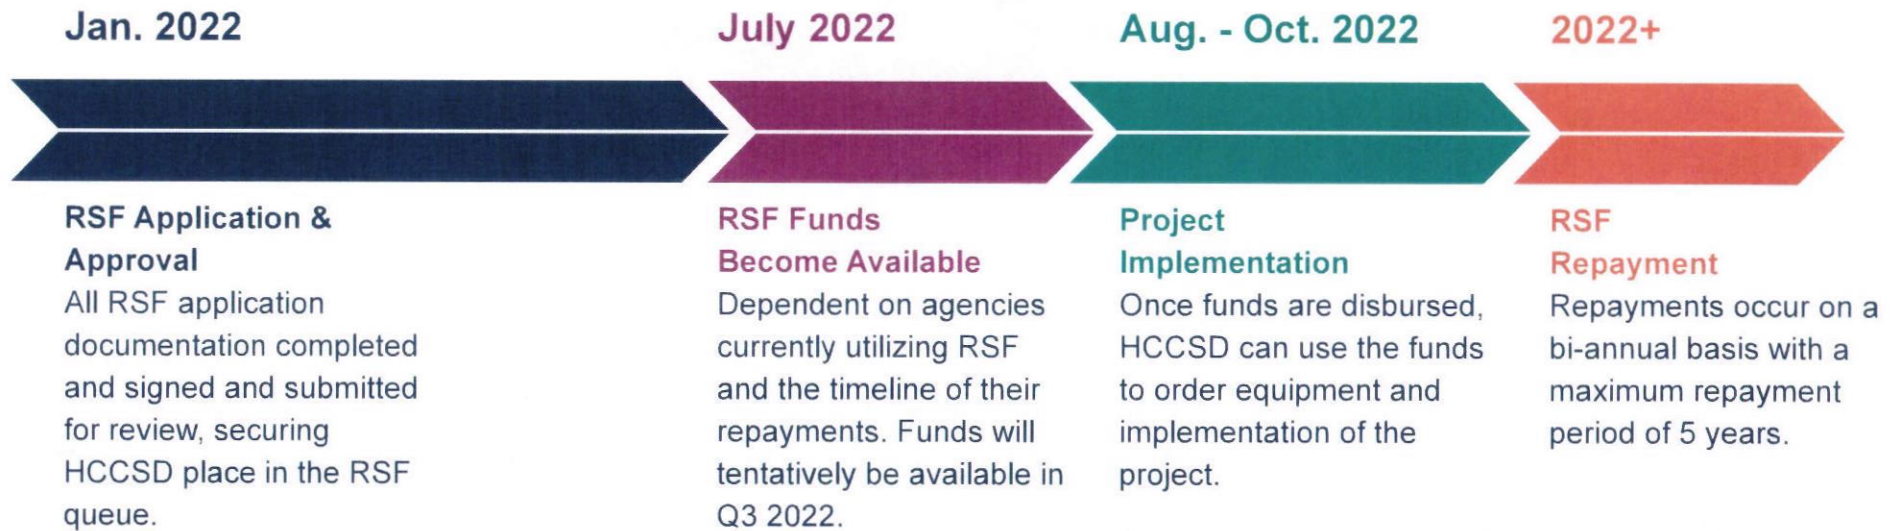 Jan. 2022
RSF Application &
Approval
All RSF application
documentation completed
and signed and submitted
for review, securing
HCCSD place in the RSF
queue.
July 2022
RSF Funds
Become Available
Dependent on agencies
currently utilizing RSF
and the timeline of their
repayments. Funds will
tentatively be available in
Q3 2022.
Aug. - Oct. 2022
Project
Implementation
Once funds are disbursed,
HCCSD can use the funds
to order equipment and
implementation of the
project.
2022+
RSF
Repayment
Repayments occur on a
bi-annual basis with a
maximum repayment
period of 5 years.